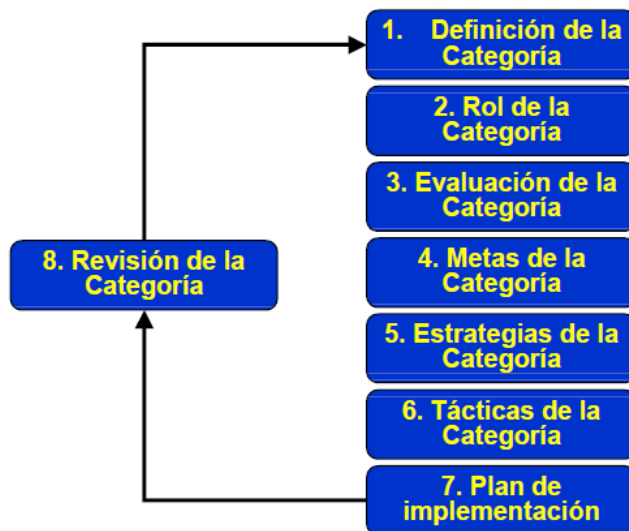 1. Definición de la
Categoría
2. Rol de la
Categoría
3. Evaluación de la
Categoría
4. Metas de la
Categoría
8. Revisión de la
Categoría
5. Estrategias de la
Categoría
6. Tácticas de la
Categoría
7. Plan de
implementación